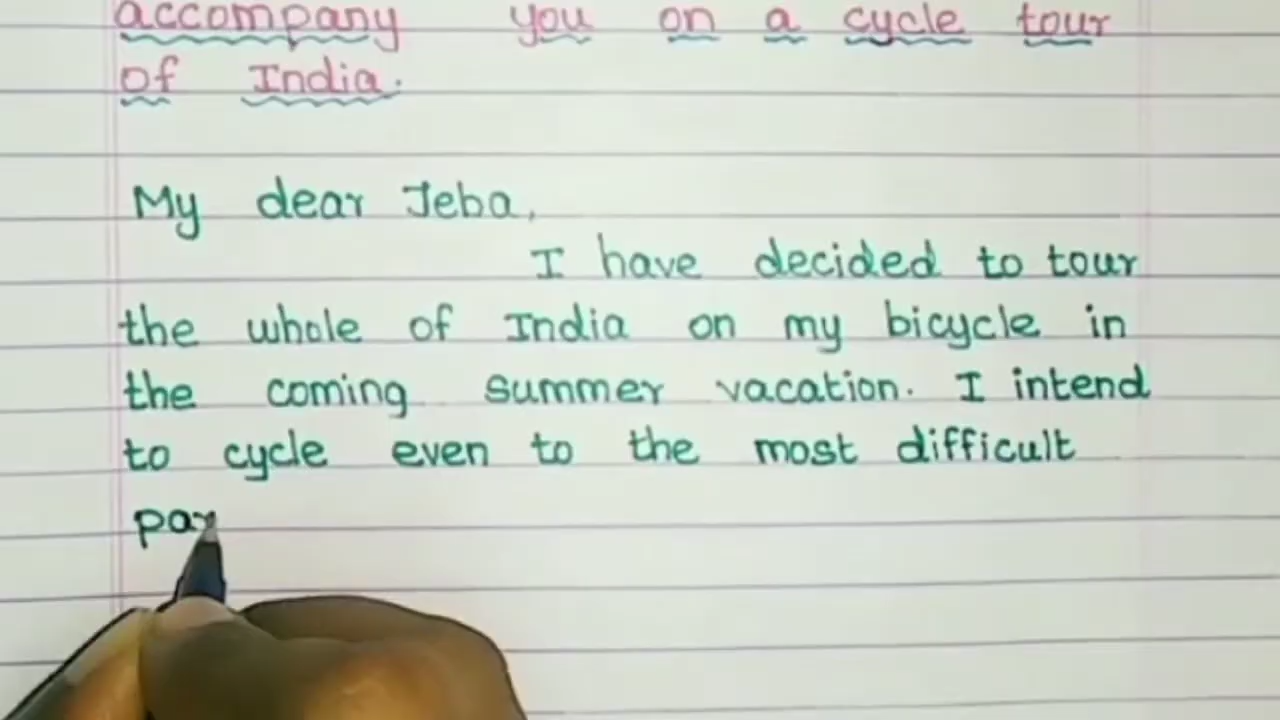 accompany you on a cycle tour
of India.
My dear Jeba,
I have decided to tour
the whole of India on my bicycle in
the coming summer vacation. I intend
to cycle even to the most difficult
par